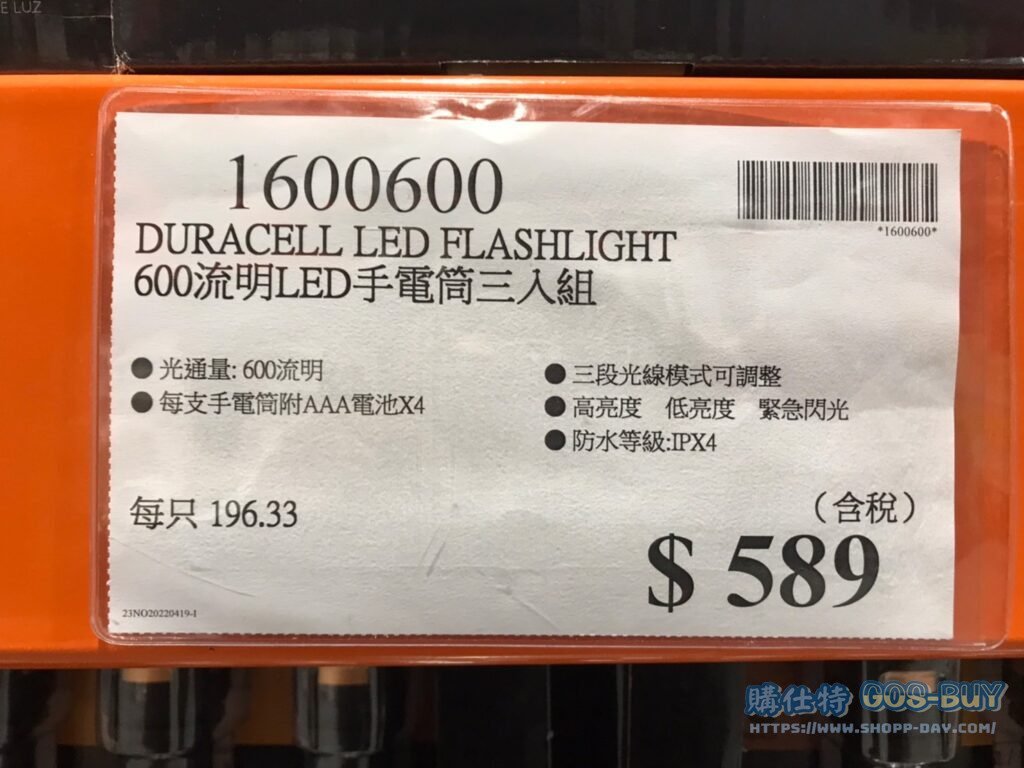 E LUZ
1600600
*1600600*
DURACELL LED FLASHLIGHT
600流明LED手電筒三入組
● 光通量: 600流明
● 每支手電筒附AAA電池X4
● 三段光線模式可調整
● 高亮度 低亮度 緊急閃光
● 防水等級:IPX4
每只 196.33
（含稅）
$ 589
23NO20220419-1
購仕特 GOS-BUY
HTTPS://WWW.SHOPP-DAY.COM/